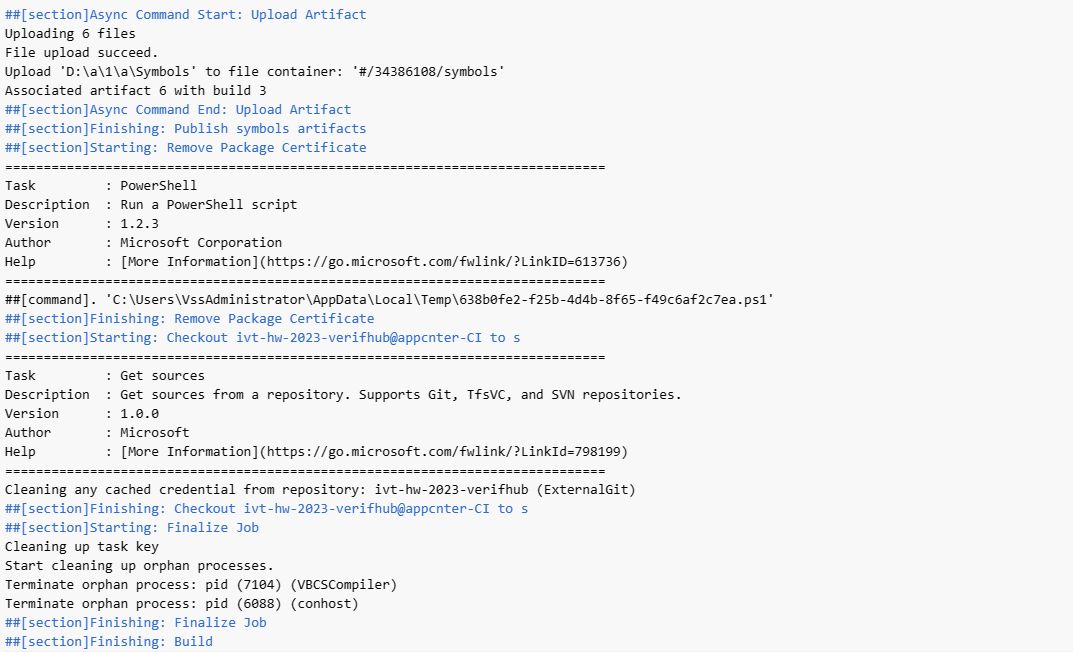 ##[section]Async Command Start: Upload Artifact
Uploading 6 files
File upload succeed.
Upload 'D:\a\1\a\Symbols' to file container: '#/34386108/symbols'
Associated artifact 6 with build 3
##[section]Async Command End: Upload Artifact
##[section]Finishing: Publish symbols artifacts
##[section]Starting: Remove Package Certificate
==============================================================================
Task         : PowerShell
Description  : Run a PowerShell script
Version      : 1.2.3
Author       : Microsoft Corporation
Help         : [More Information](https://go.microsoft.com/fwlink/?LinkID=613736)
==============================================================================
##[command]. 'C:\Users\VssAdministrator\AppData\Local\Temp\638b0fe2-f25b-4d4b-8f65-f49c6af2c7ea.ps1'
##[section]Finishing: Remove Package Certificate
##[section]Starting: Checkout ivt-hw-2023-verifhub@appcnter-CI to s
==============================================================================
Task         : Get sources
Description  : Get sources from a repository. Supports Git, TfsVC, and SVN repositories.
Version      : 1.0.0
Author       : Microsoft
Help         : [More Information](https://go.microsoft.com/fwlink/?LinkId=798199)
==============================================================================
Cleaning any cached credential from repository: ivt-hw-2023-verifhub (ExternalGit)
##[section]Finishing: Checkout ivt-hw-2023-verifhub@appcnter-CI to s
##[section]Starting: Finalize Job
Cleaning up task key
Start cleaning up orphan processes.
Terminate orphan process: pid (7104) (VBCSCompiler)
Terminate orphan process: pid (6088) (conhost)
##[section]Finishing: Finalize Job
##[section]Finishing: Build